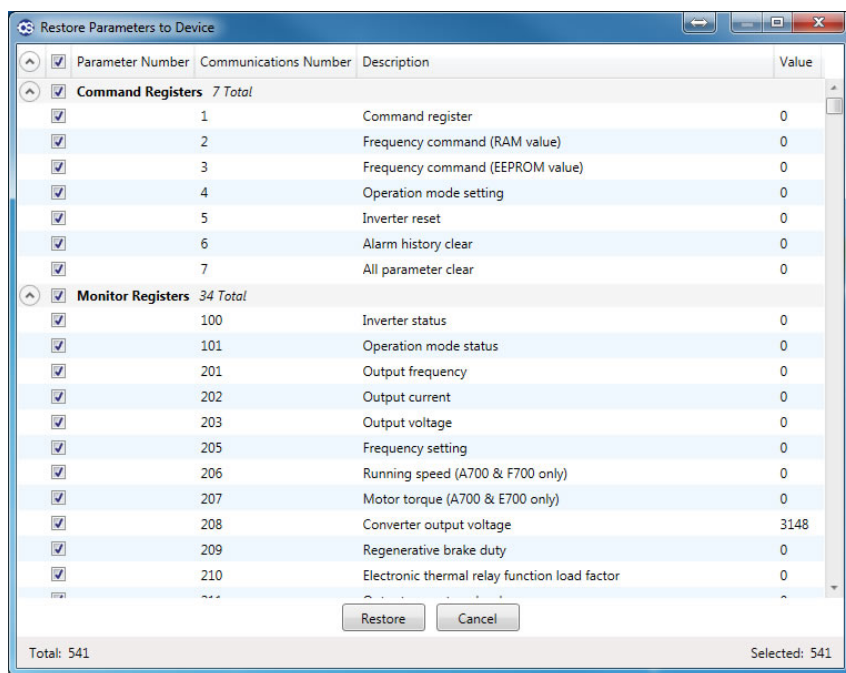 Restore Parameters to Device
Parameter Number Communications Number Description Value
Command Registers 7 Total
1 Command register 0
2 Frequency command (RAM value) 0
3 Frequency command (EEPROM value) 0
4 Operation mode setting 0
5 Inverter reset 0
6 Alarm history clear 0
7 All parameter clear 0
Monitor Registers 34 Total
100 Inverter status 0
101 Operation mode status 0
201 Output frequency 0
202 Output current 0
203 Output voltage 0
205 Frequency setting 0
206 Running speed (A700 & F700 only) 0
207 Motor torque (A700 & E700 only) 0
208 Converter output voltage 3148
209 Regenerative brake duty 0
210 Electronic thermal relay function load factor 0
Restore Cancel
Total: 541 Selected: 541